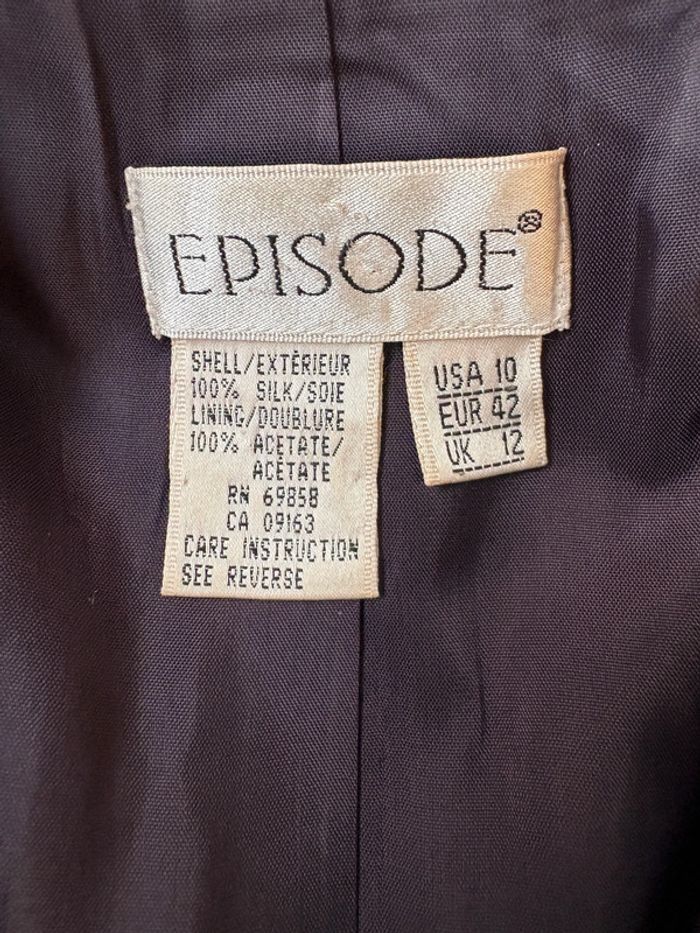 EPISODE®
SHELL/EXTÉRIEUR
100% SILK/SOIE
LINING/DOUBLURE
100% ACETATE/
ACÉTATE
RN 69858
CA 09163
CARE INSTRUCTION
SEE REVERSE
USA 10
EUR 42
UK 12